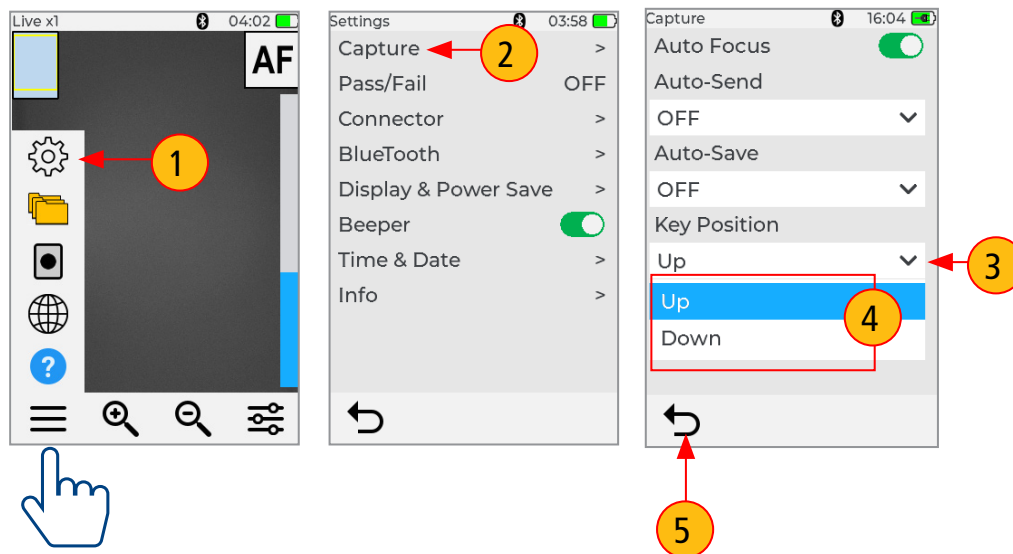 Live x1 04:02
AF
1
?
Settings 03:58
Capture >
2
Pass/Fail OFF
Connector >
BlueTooth >
Display & Power Save >
Beeper
Time & Date >
Info >
Capture 16:04
Auto Focus
Auto-Send
OFF
Auto-Save
OFF
Key Position
Up
3
Up
4
Down
5